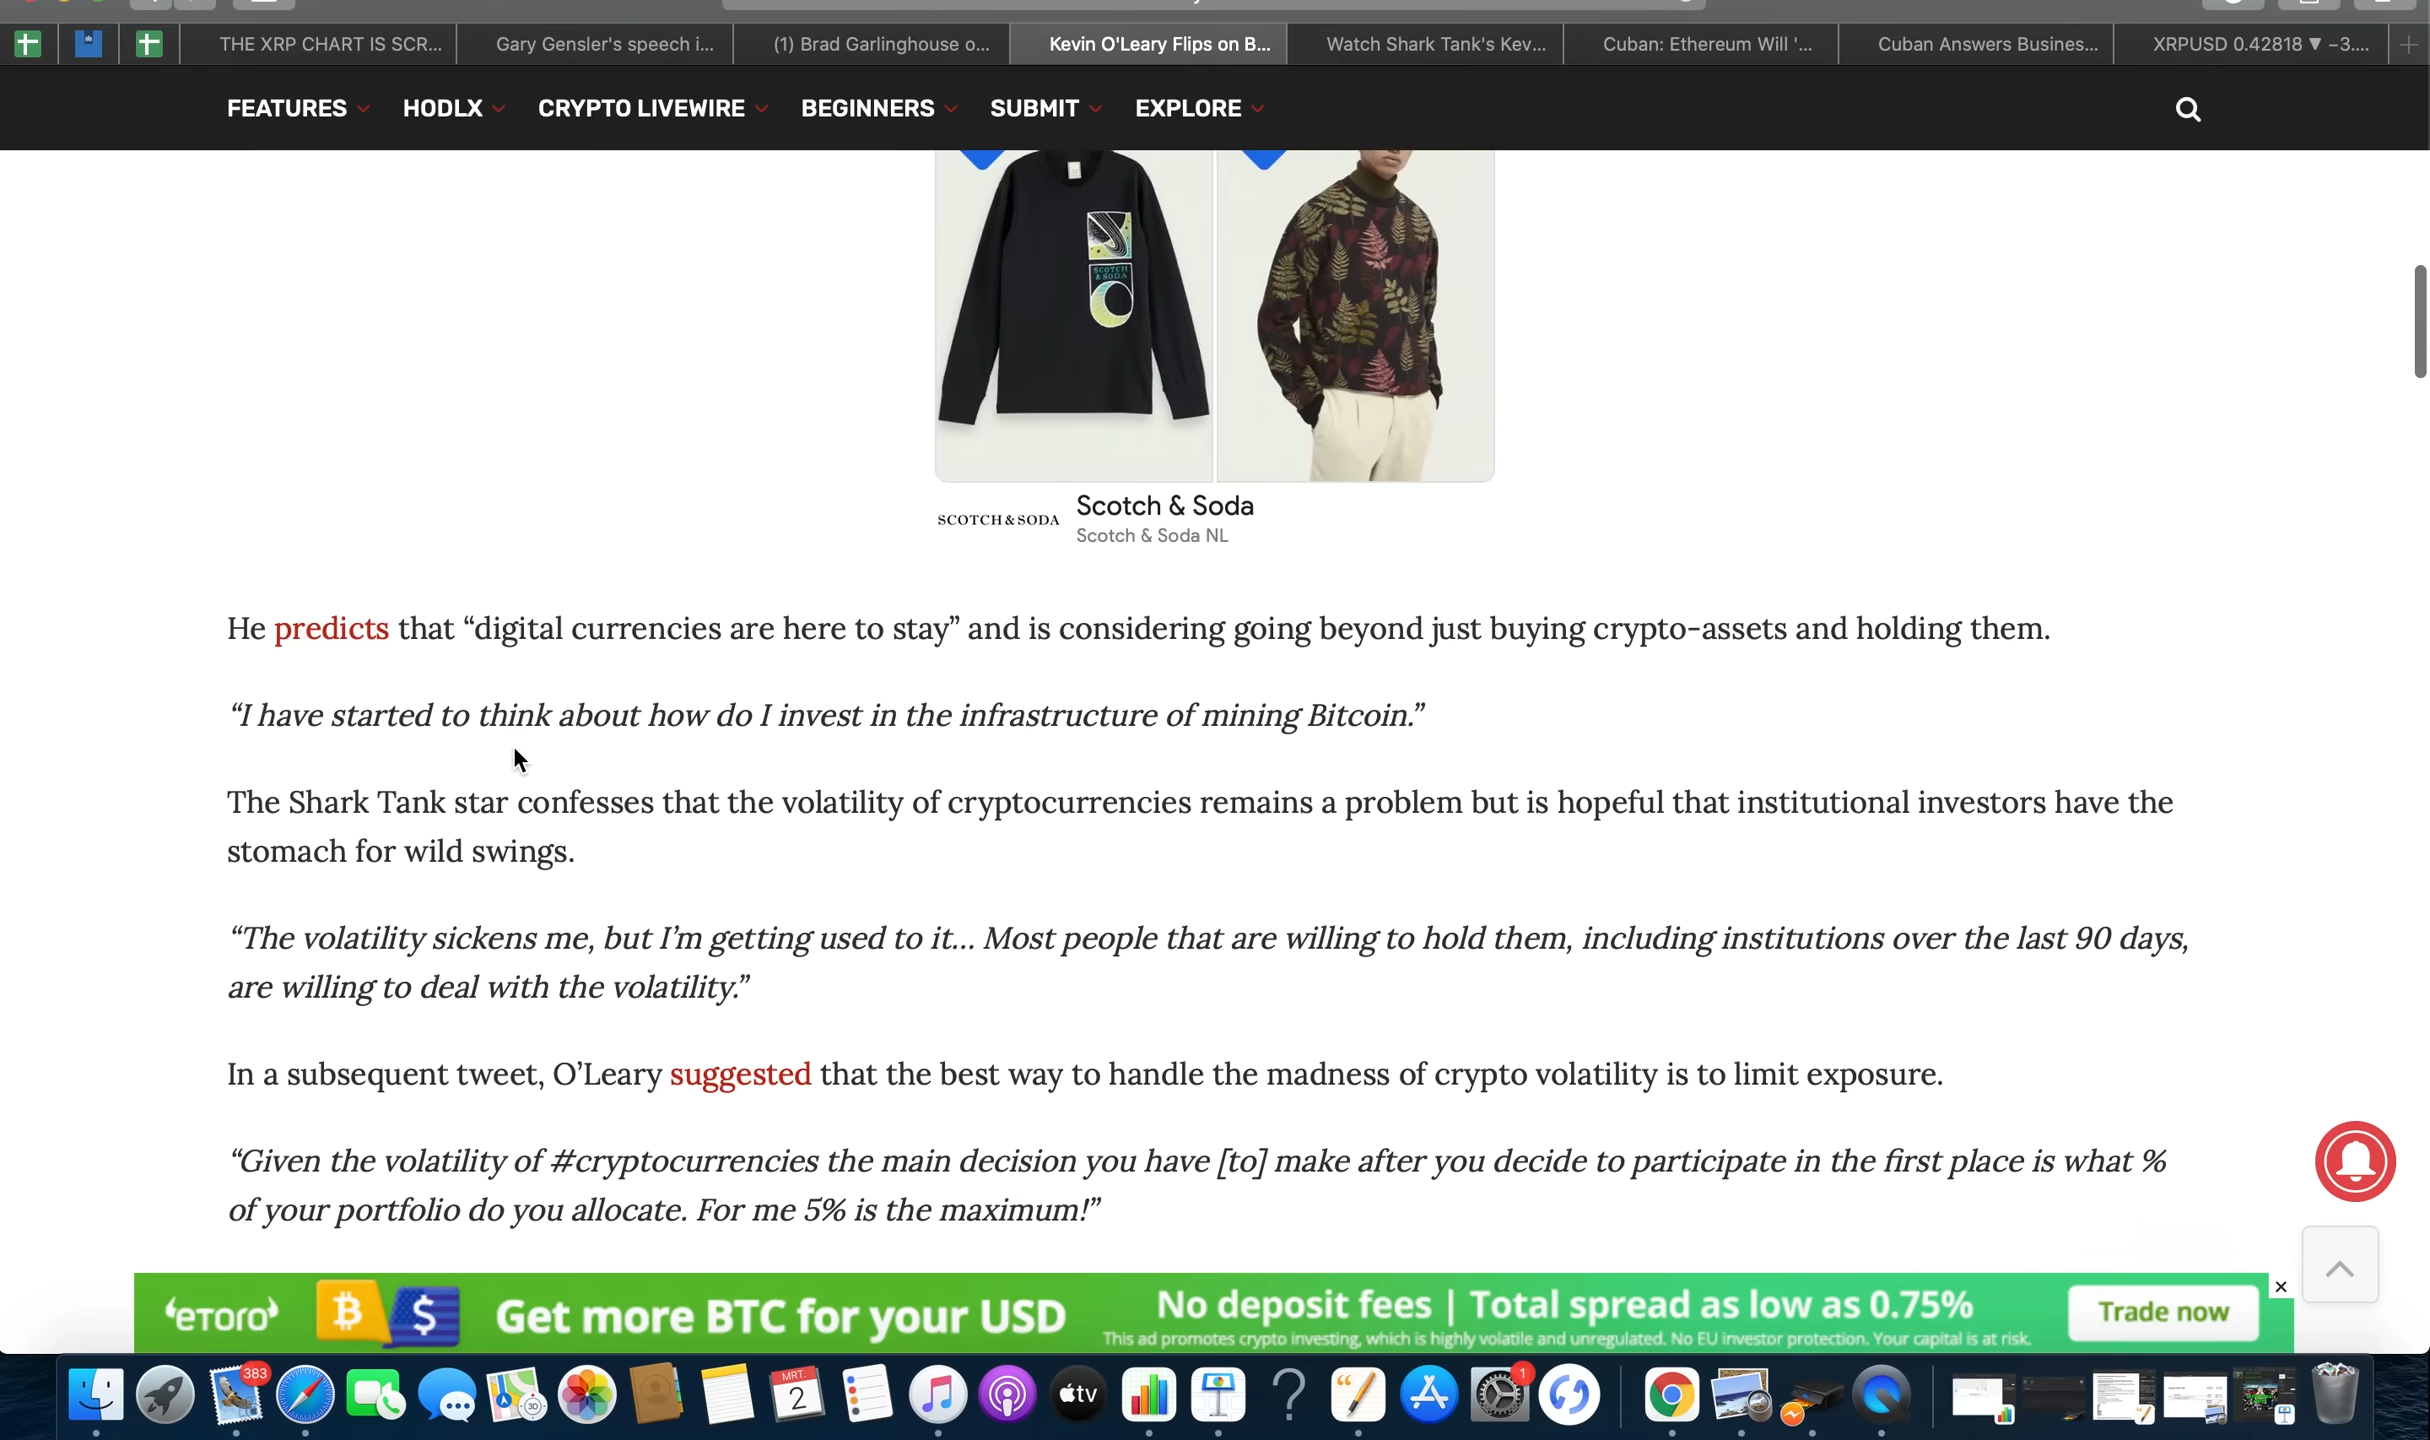 THE XRP CHART IS SCR...
Gary Gensler's speech i...
(1) Brad Garlinghouse o...
Kevin O'Leary Flips on B...
Watch Shark Tank's Kev...
Cuban: Ethereum Will '...
Cuban Answers Busines...
XRPUSD 0.42818 ▼ −3....
FEATURES
HODLX
CRYPTO LIVEWIRE
BEGINNERS
SUBMIT
EXPLORE
SCOTCH
& SODA
SCOTCH & SODA
Scotch & Soda
Scotch & Soda NL
He predicts that “digital currencies are here to stay” and is considering going beyond just buying crypto-assets and holding them.
“I have started to think about how do I invest in the infrastructure of mining Bitcoin.”
The Shark Tank star confesses that the volatility of cryptocurrencies remains a problem but is hopeful that institutional investors have the
stomach for wild swings.
“The volatility sickens me, but I’m getting used to it… Most people that are willing to hold them, including institutions over the last 90 days,
are willing to deal with the volatility.”
In a subsequent tweet, O’Leary suggested that the best way to handle the madness of crypto volatility is to limit exposure.
“Given the volatility of #cryptocurrencies the main decision you have [to] make after you decide to participate in the first place is what %
of your portfolio do you allocate. For me 5% is the maximum!”
eToro
Get more BTC for your USD
No deposit fees | Total spread as low as 0.75%
This ad promotes crypto investing, which is highly volatile and unregulated. No EU investor protection. Your capital is at risk.
Trade now
383
3D
MRT.
2
tv
1